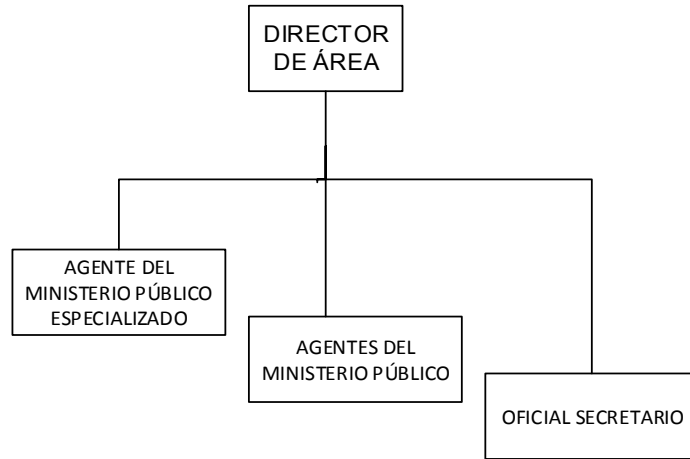 DIRECTOR
DE ÁREA
AGENTE DEL
MINISTERIO PÚBLICO
ESPECIALIZADO
AGENTES DEL
MINISTERIO PÚBLICO
OFICIAL SECRETARIO